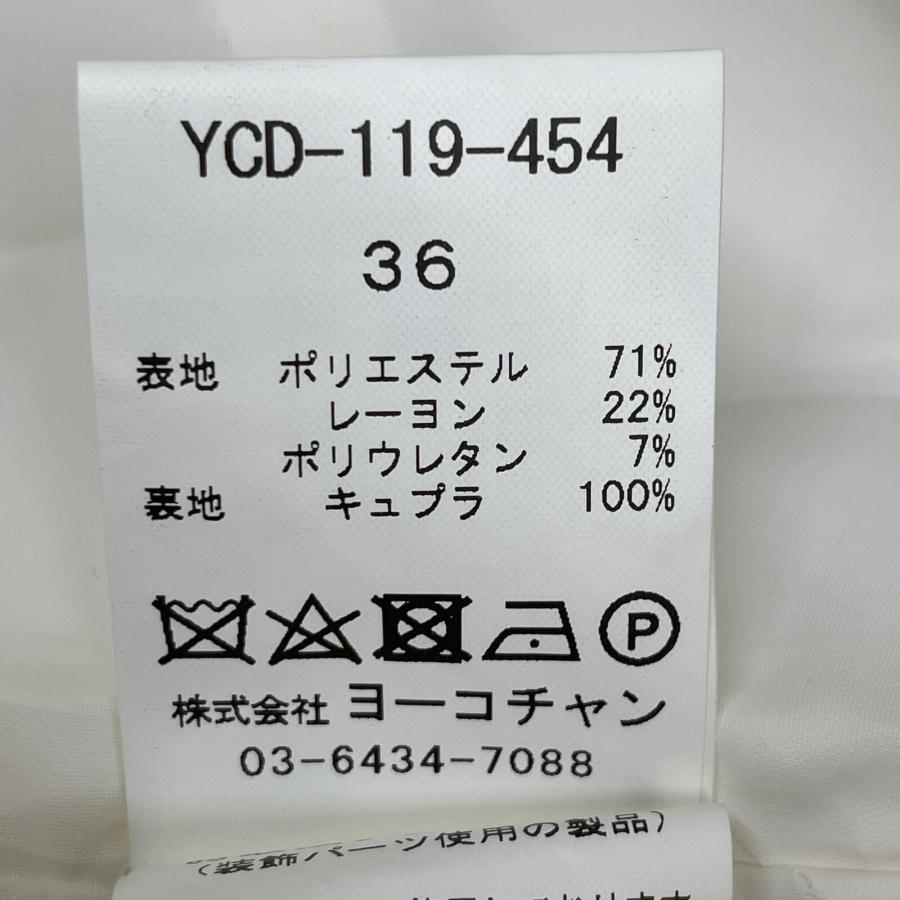 YCD-119-454
36
表地 ポリエステル 71%
レーヨン 22%
ポリウレタン 7%
裏地 キュプラ 100%
P
株式会社 ヨーコチャン
03-6434-7088
(装飾パーツ使用の製品)